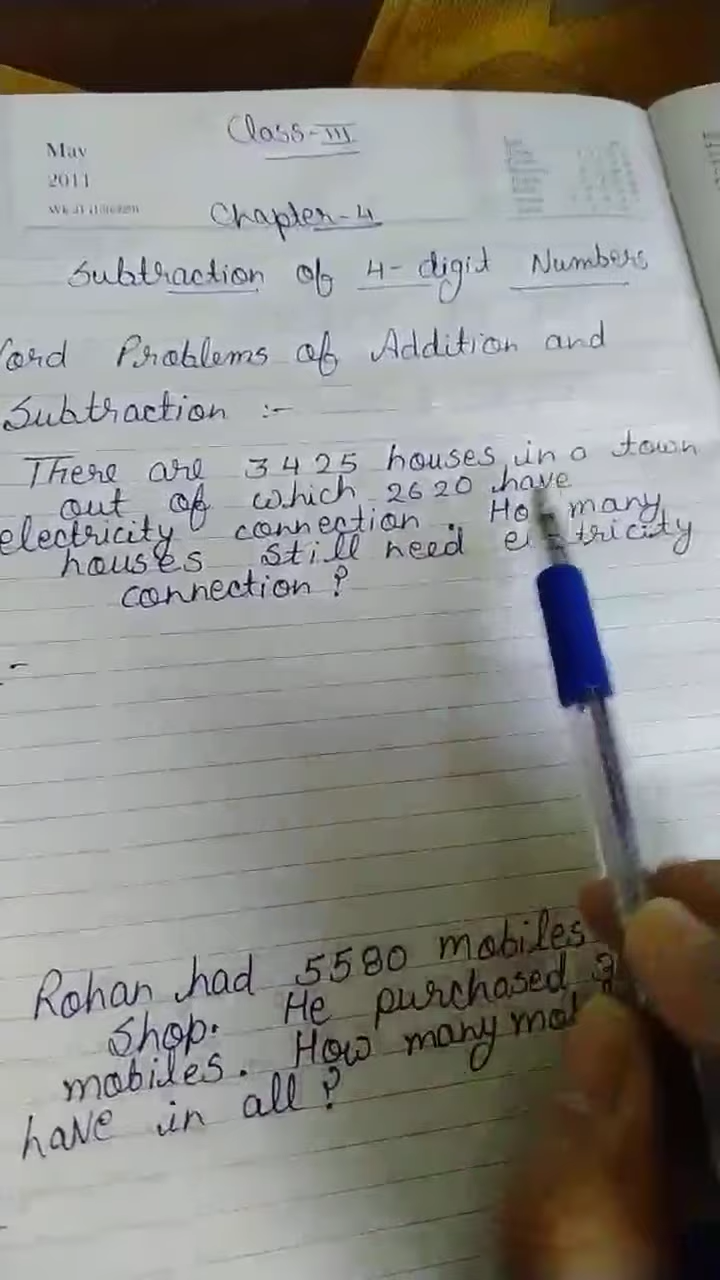 Class-III
May
2011
Chapter-4
Subtraction of 4-digit Numbers
ord Problems of Addition and
Subtraction :-
There are 3425 houses in a town
out of which 2620 have
electricity connection. How many
houses still need electricity
connection?
Rohan had 5580 mobiles
shop. He purchased
mobiles. How many
have in all?